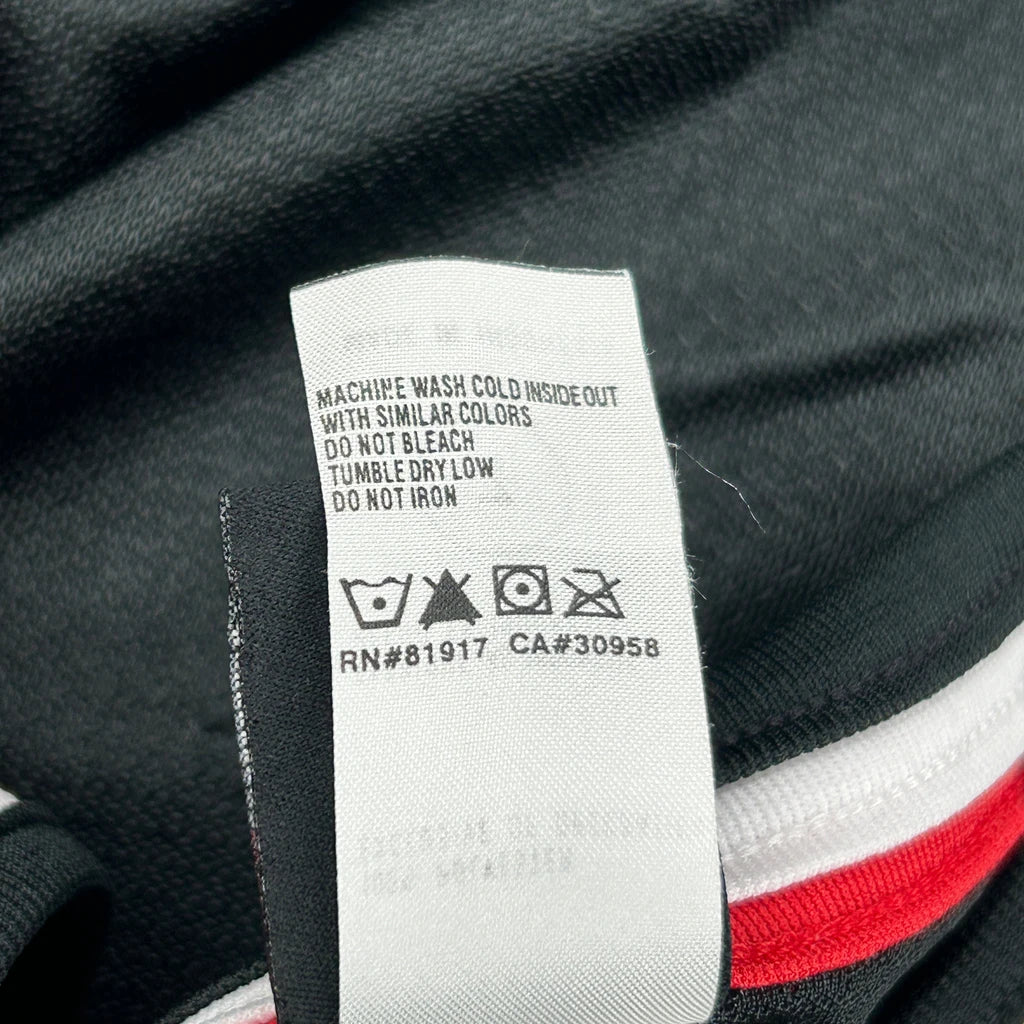 MACHINE WASH COLD INSIDE OUT
WITH SIMILAR COLORS
DO NOT BLEACH
TUMBLE DRY LOW
DO NOT IRON
RN#81917 CA#30958